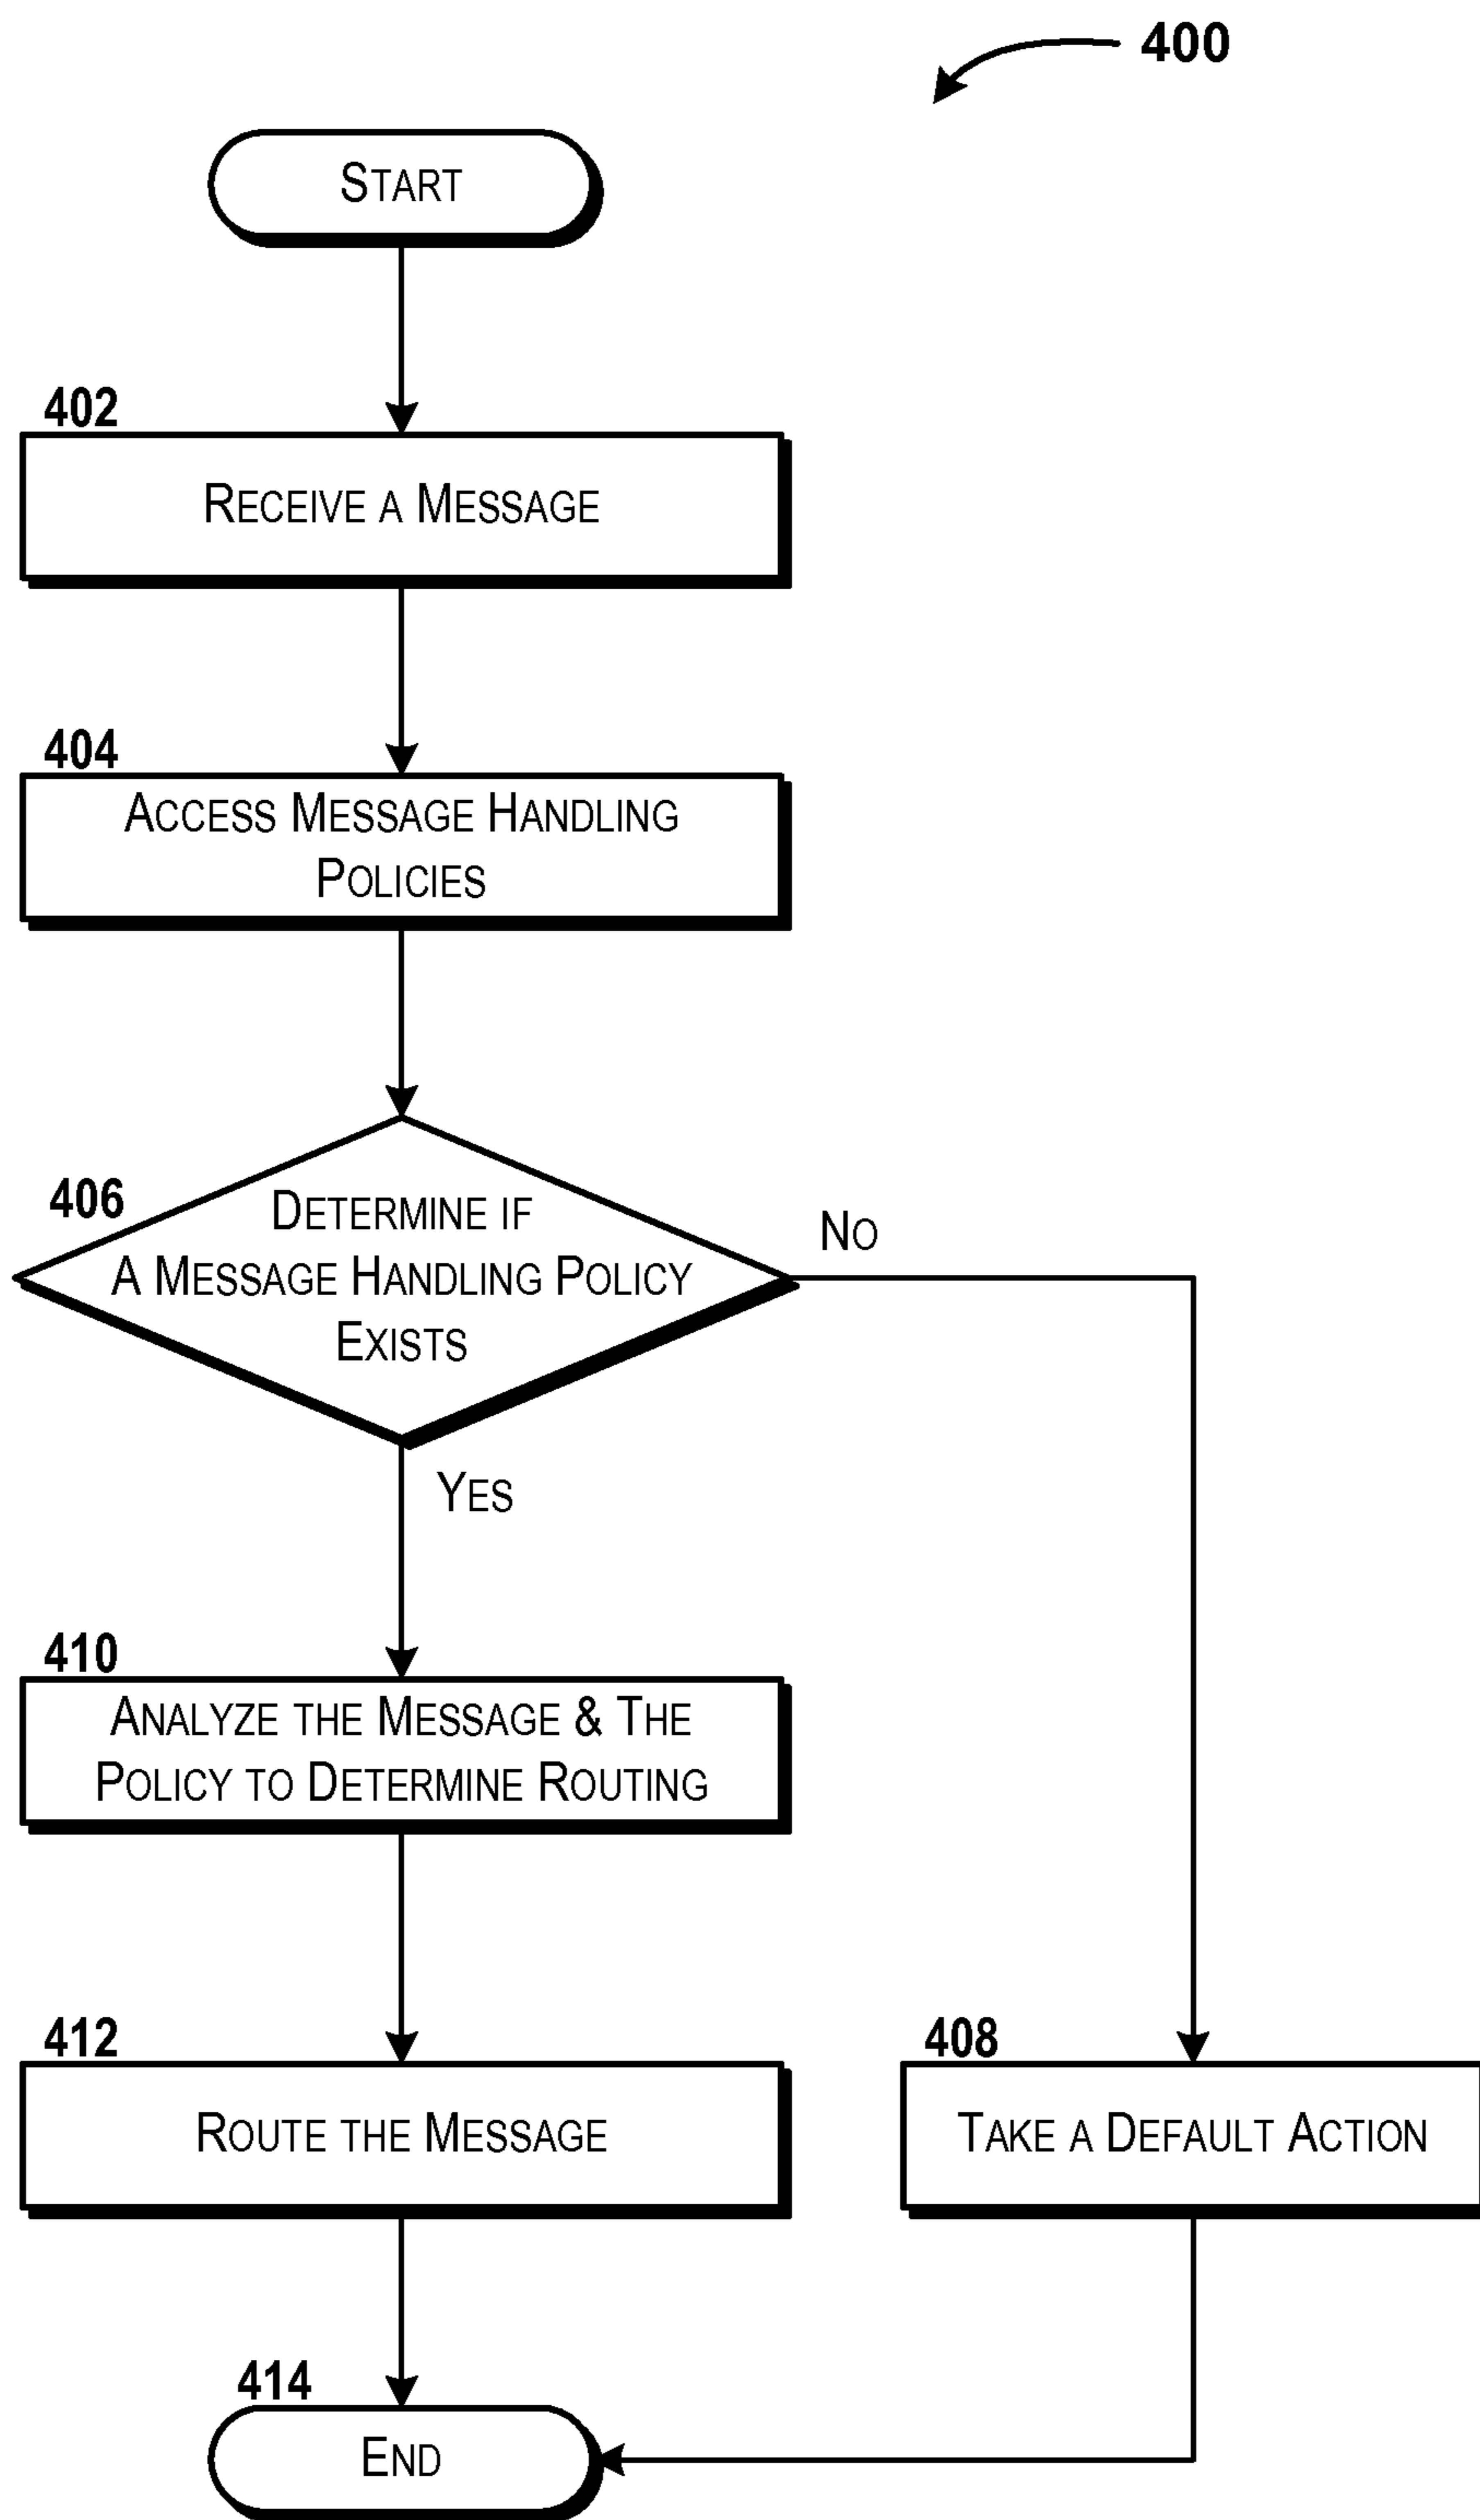 400
START
402
RECEIVE A MESSAGE
404
ACCESS MESSAGE HANDLING
POLICIES
406
DETERMINE IF
A MESSAGE HANDLING POLICY
EXISTS
NO
YES
410
ANALYZE THE MESSAGE & THE
POLICY TO DETERMINE ROUTING
412
ROUTE THE MESSAGE
408
TAKE A DEFAULT ACTION
414
END